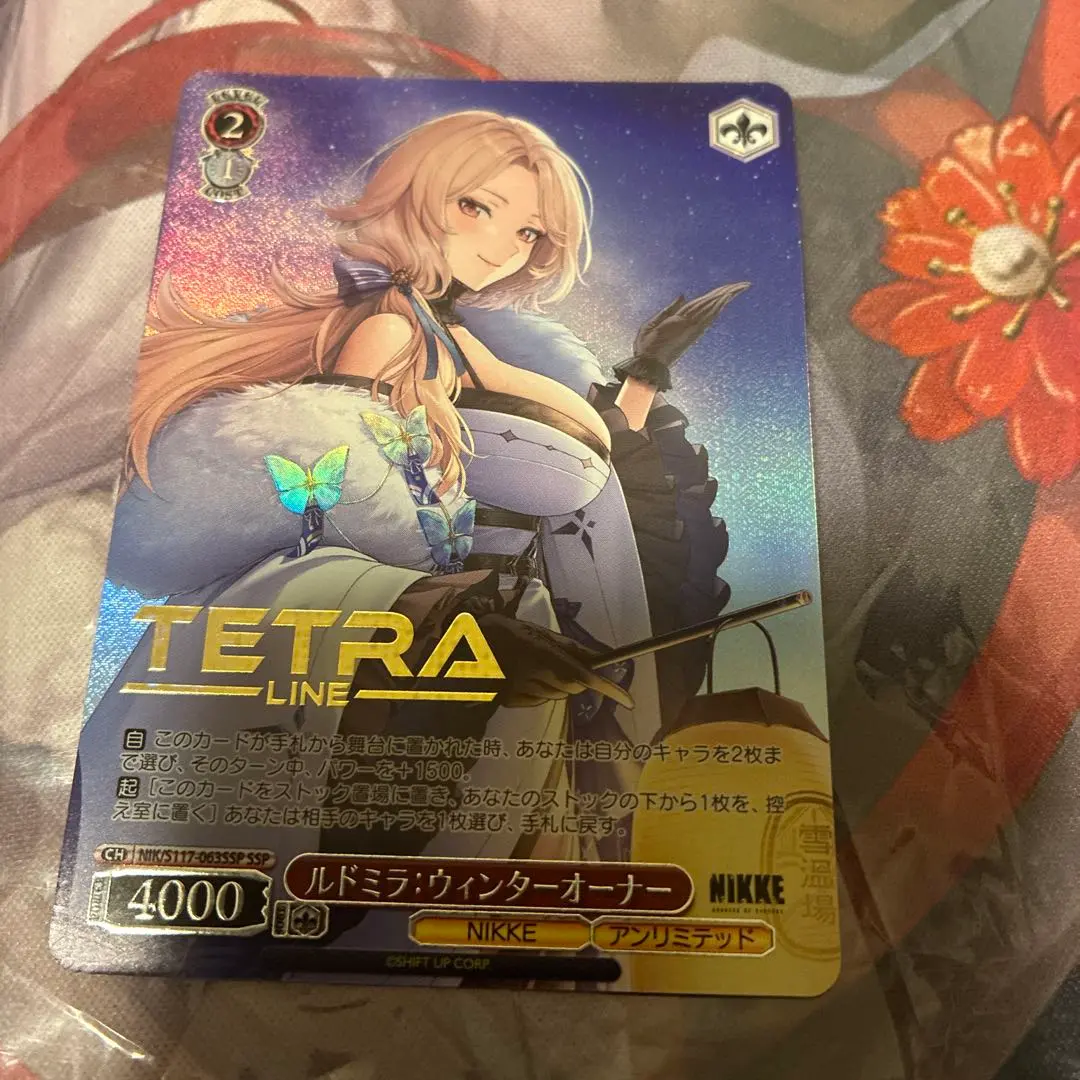 LEVEL
2
1
COST
TETRA
LINE
自 このカードが手札から舞台に置かれた時、あなたは自分のキャラを2枚ま
で選び、そのターン中、パワーを+1500。
起 [このカードをストック置場に置き、あなたのストックの下から1枚を、控
え室に置く] あなたは相手のキャラを1枚選び、手札に戻す。
CH NIK/S117-063SSP SSP
4000
ルドミラ:ウィンターオーナー
NIKKE
NIKKE
アンリミテッド
雪温場
©SHIFT UP CORP.